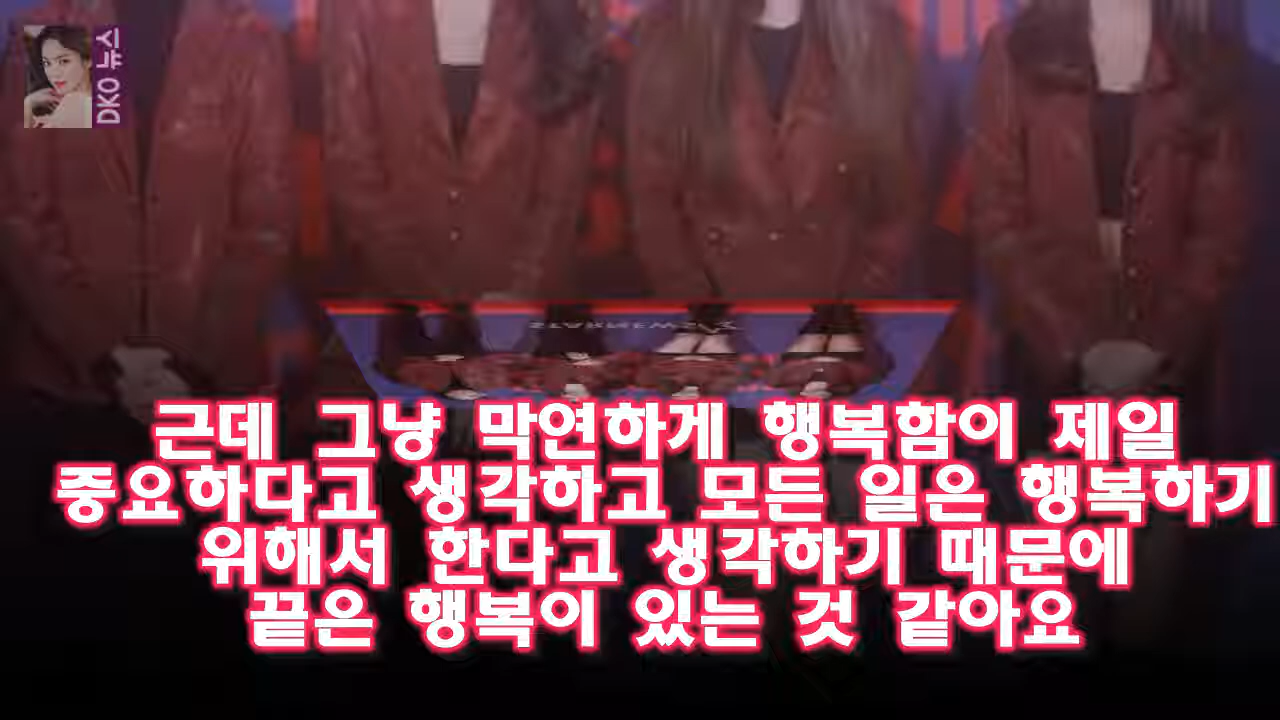 DKO 뉴스
STARNEWS
근데 그냥 막연하게 행복함이 제일
중요하다고 생각하고 모든 일은 행복하기
위해서 한다고 생각하기 때문에
끝은 행복이 있는 것 같아요